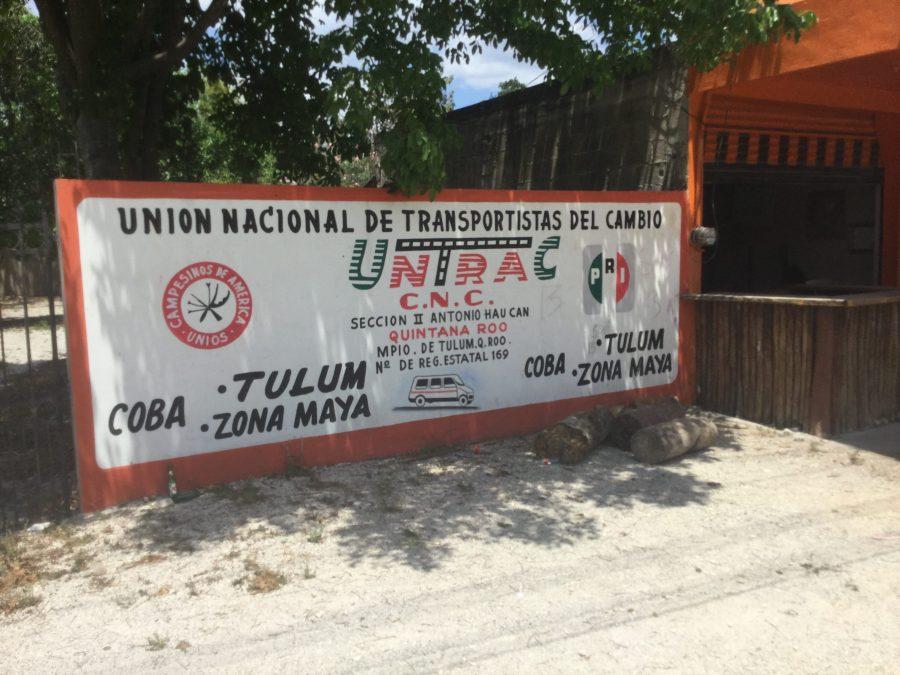 UNION NACIONAL DE TRANSPORTISTAS DEL CAMBIO
UNTRAC
CAMPESINOS DE AMERICA
UNIOS
PRI
C.N.C.
SECCION II ANTONIO HAU CAN
QUINTANA ROO
MPIO. DE TULUM.Q.ROO.
Nº DE REG.ESTATAL 169
COBA
·TULUM
·ZONA MAYA
COBA
·TULUM
·ZONA MAYA